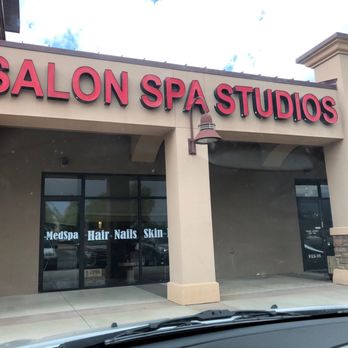 SALON SPA STUDIOS
MedSpa Hair Nails Skin